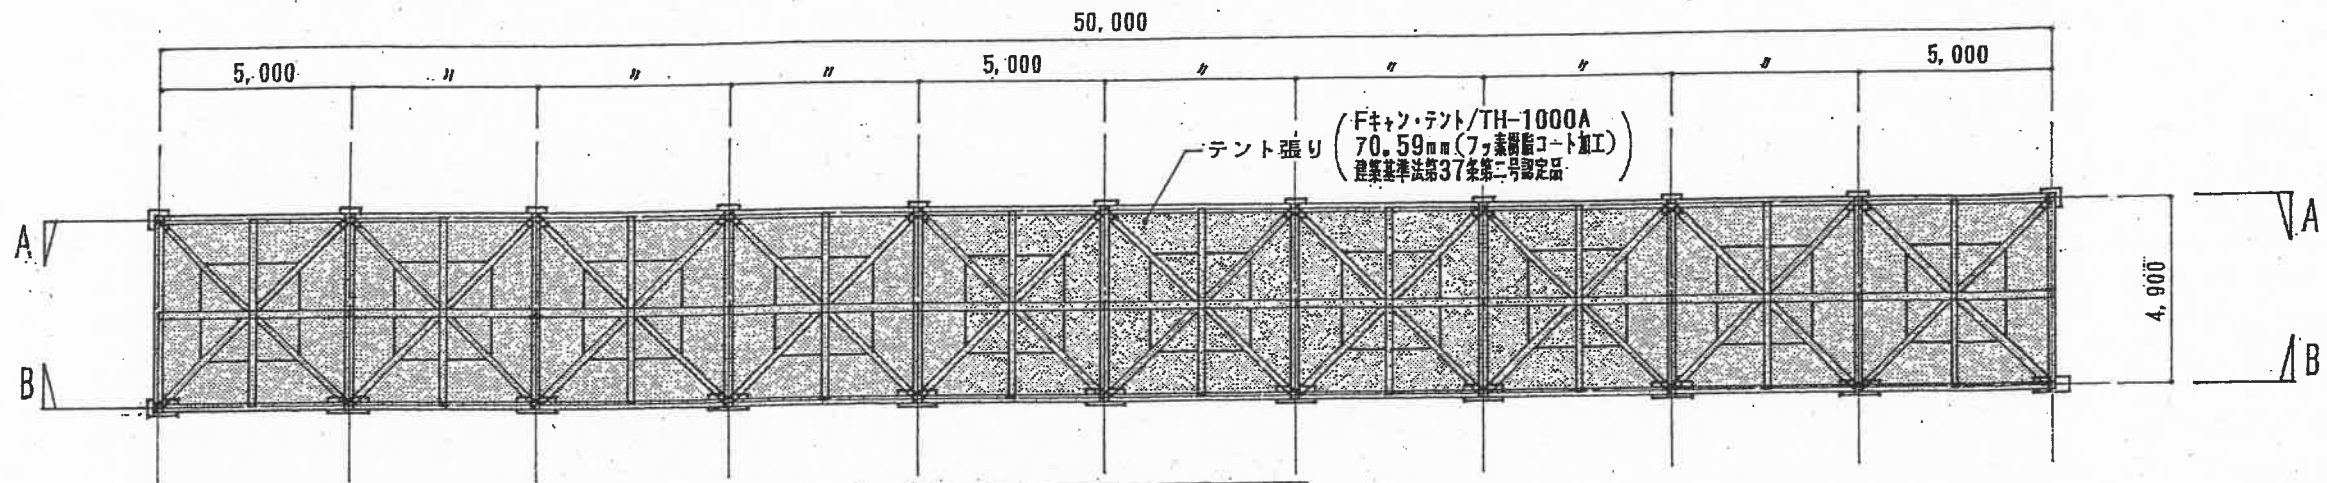 50,000
5,000 〃 〃 〃 5,000 〃 〃 〃 〃 5,000
テント張り
Fキャン・テント/TH-1000A
70.59mm(フッ素樹脂コート加工)
建築基準法第37条第二号認定品
A A
4,900
B B